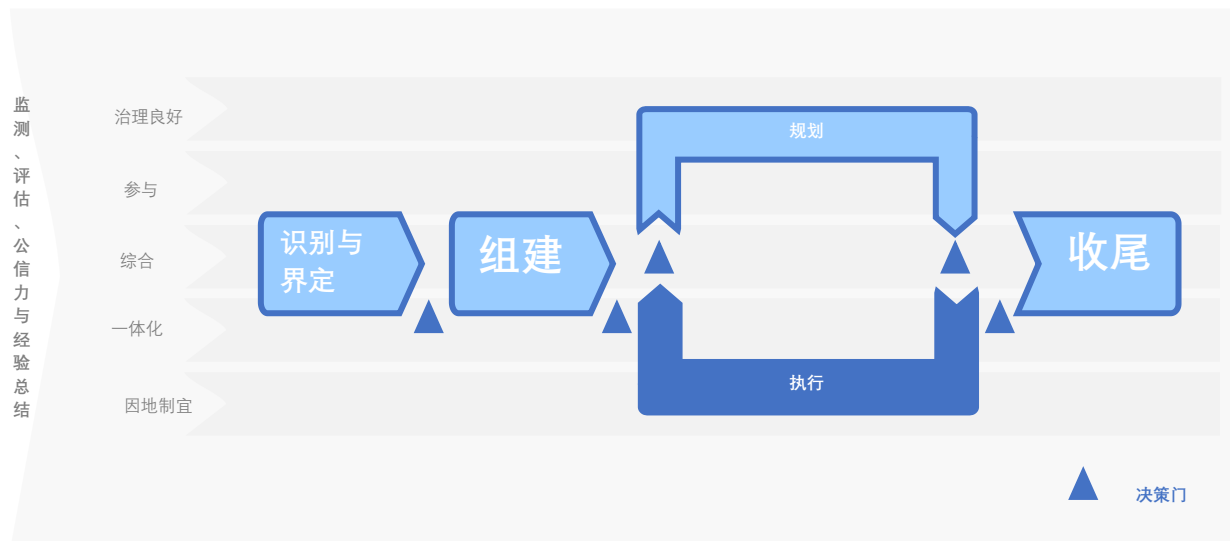 监测、评估、公信力与经验总结
治理良好
参与
综合
一体化
因地制宜
识别与
界定
组建
规划
执行
收尾
决策门